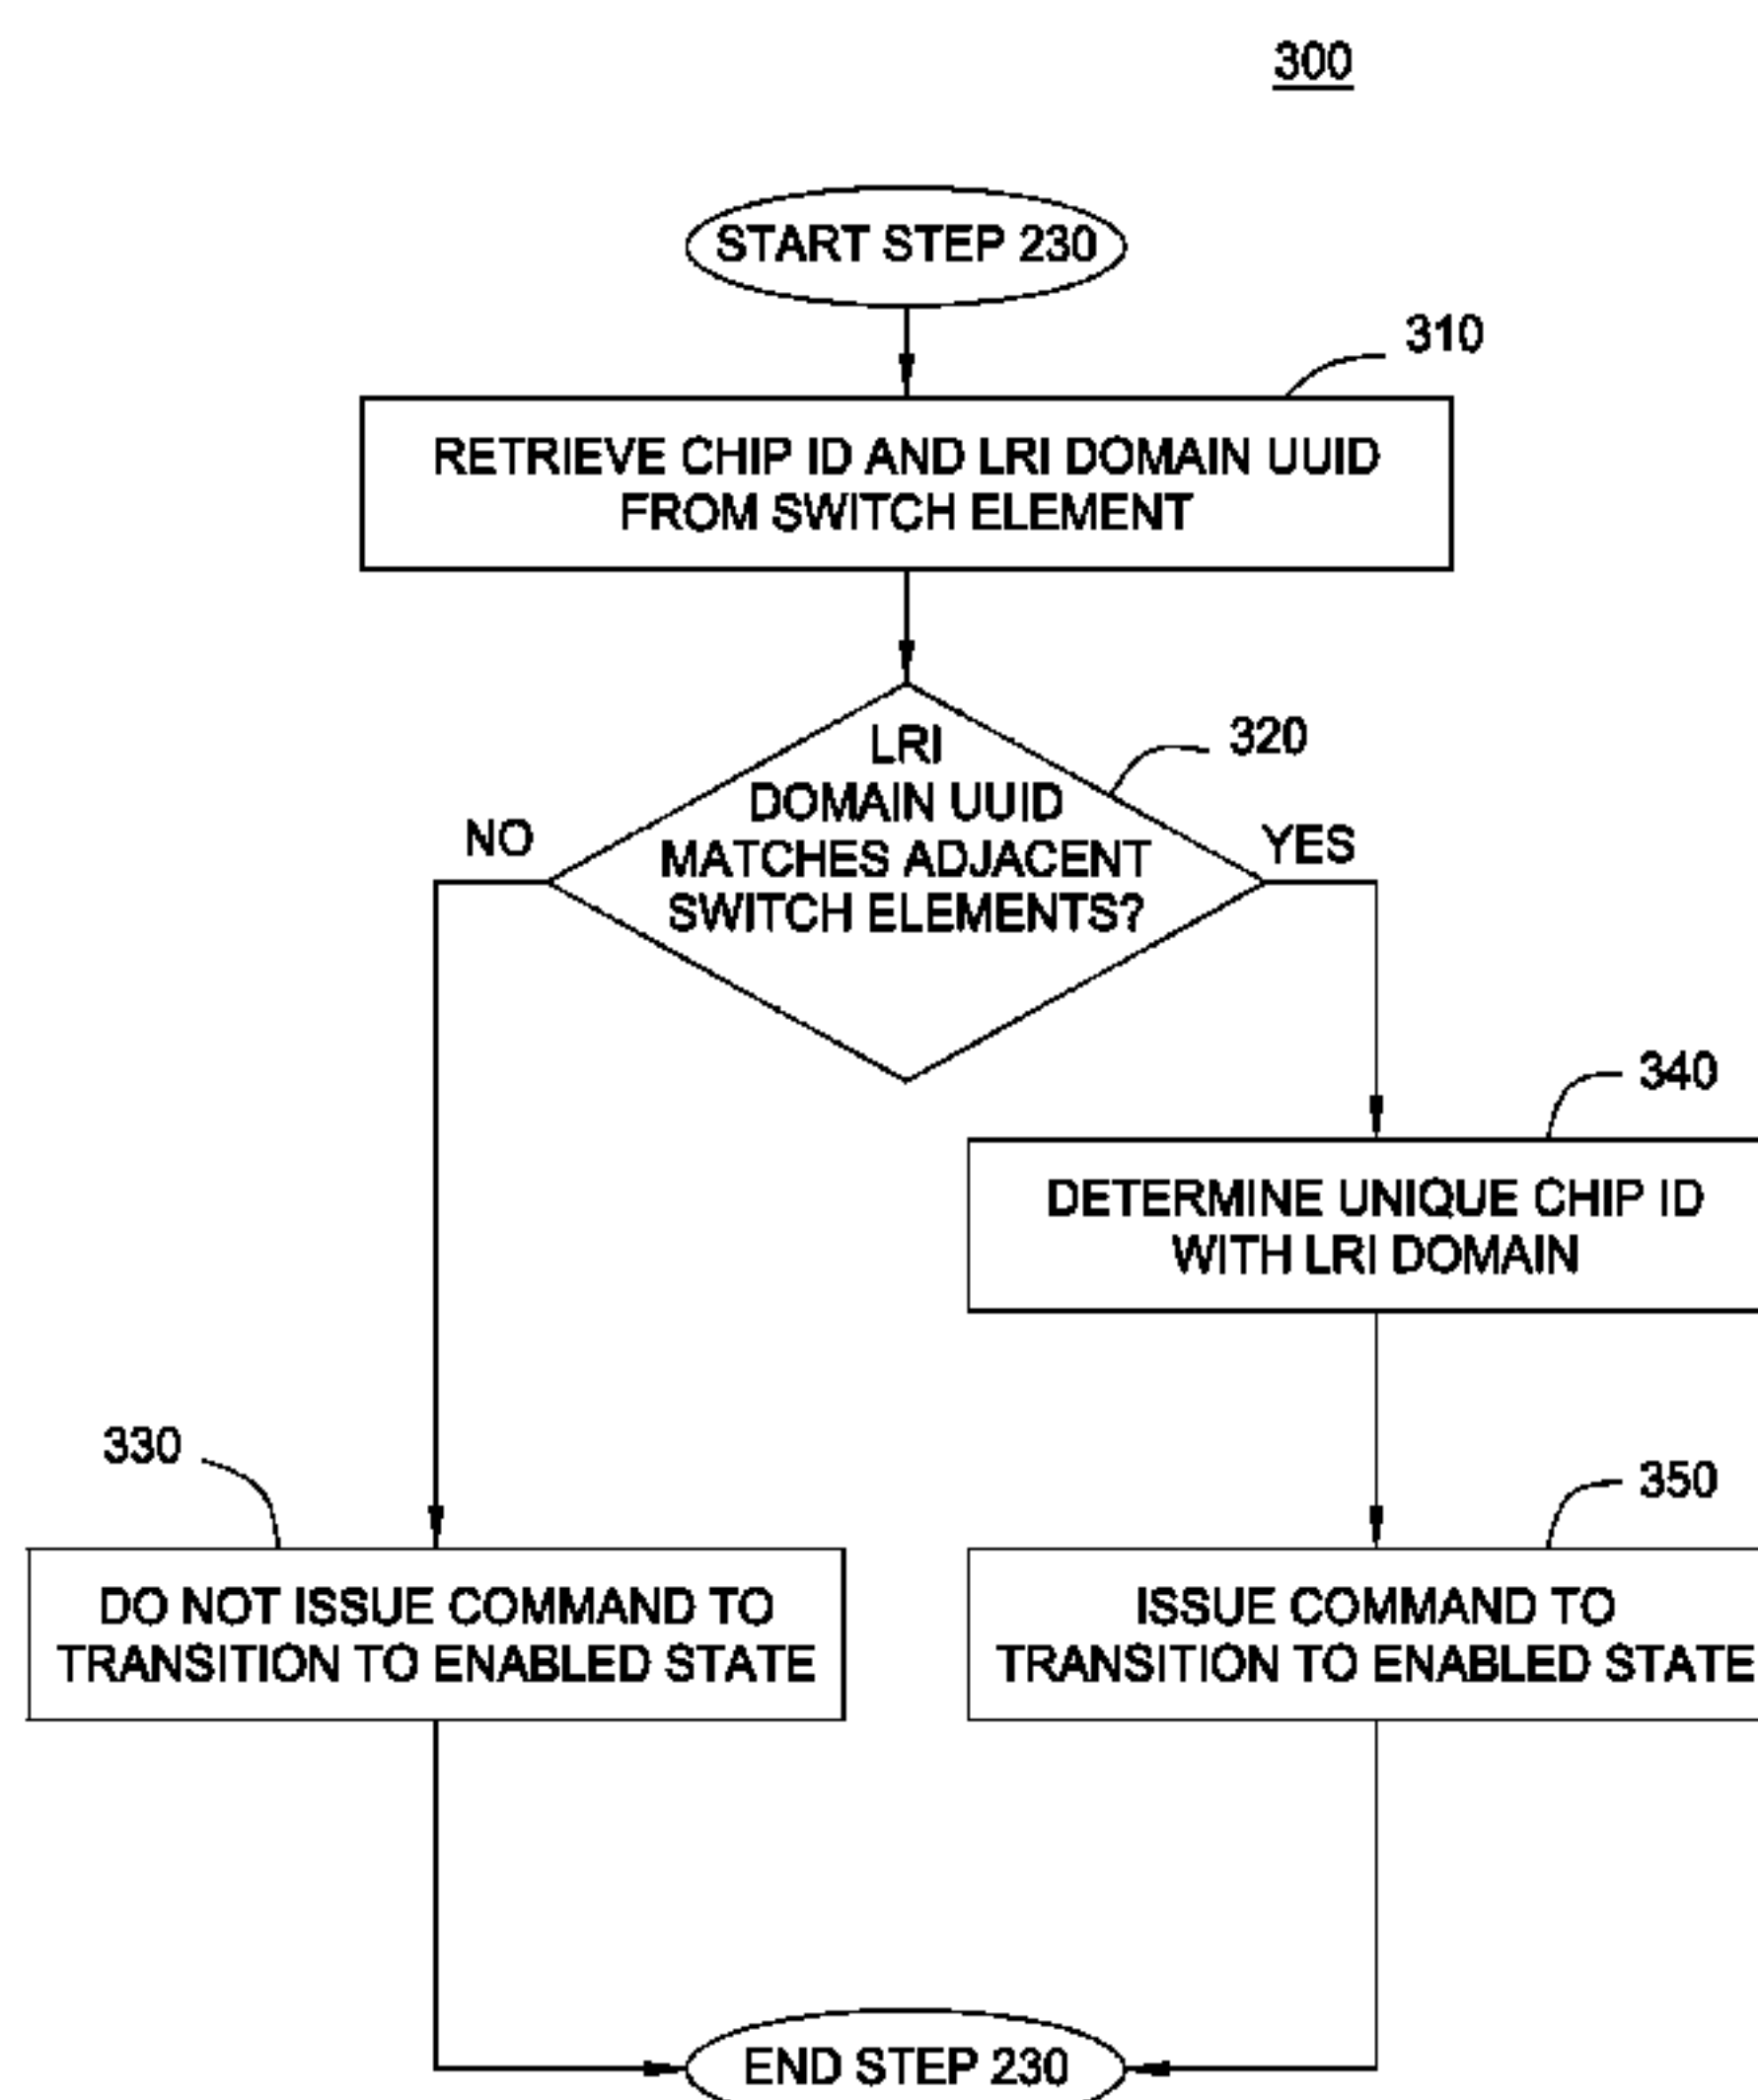 300
START STEP 230
310
RETRIEVE CHIP ID AND LRI DOMAIN UUID
FROM SWITCH ELEMENT
320
LRI
DOMAIN UUID
MATCHES ADJACENT
SWITCH ELEMENTS?
NO
YES
340
DETERMINE UNIQUE CHIP ID
WITH LRI DOMAIN
330
DO NOT ISSUE COMMAND TO
TRANSITION TO ENABLED STATE
350
ISSUE COMMAND TO
TRANSITION TO ENABLED STATE
END STEP 230